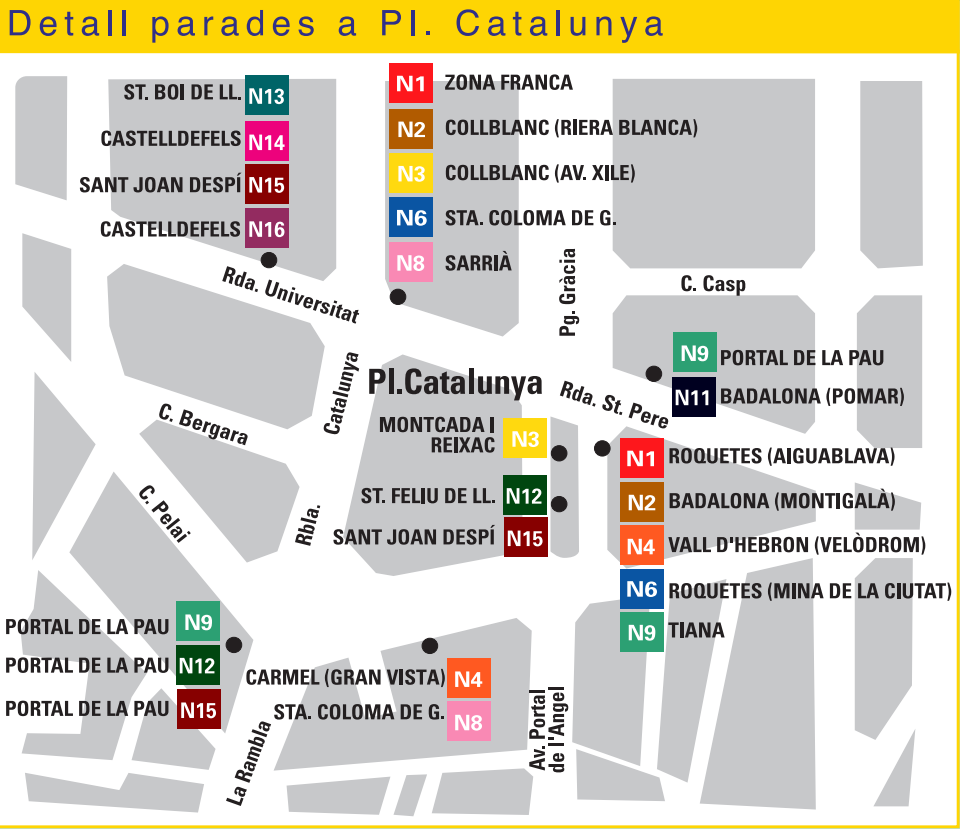 Detall parades a Pl. Catalunya
ST. BOI DE LL. N13
CASTELLDEFELS N14
SANT JOAN DESPÍ N15
CASTELLDEFELS N16
N1 ZONA FRANCA
N2 COLLBLANC (RIERA BLANCA)
N3 COLLBLANC (AV. XILE)
N6 STA. COLOMA DE G.
N8 SARRIÀ
Rda. Universitat
Pg. Gràcia
C. Casp
N9 PORTAL DE LA PAU
N11 BADALONA (POMAR)
Pl.Catalunya
Rda. St. Pere
Rbla. Catalunya
C. Bergara
C. Pelai
MONTCADA I
REIXAC N3
ST. FELIU DE LL. N12
SANT JOAN DESPÍ N15
N1 ROQUETES (AIGUABLAVA)
N2 BADALONA (MONTIGALÀ)
N4 VALL D'HEBRON (VELÒDROM)
N6 ROQUETES (MINA DE LA CIUTAT)
N9 TIANA
PORTAL DE LA PAU N9
PORTAL DE LA PAU N12
PORTAL DE LA PAU N15
CARMEL (GRAN VISTA) N4
STA. COLOMA DE G. N8
La Rambla
Av. Portal
de l'Angel